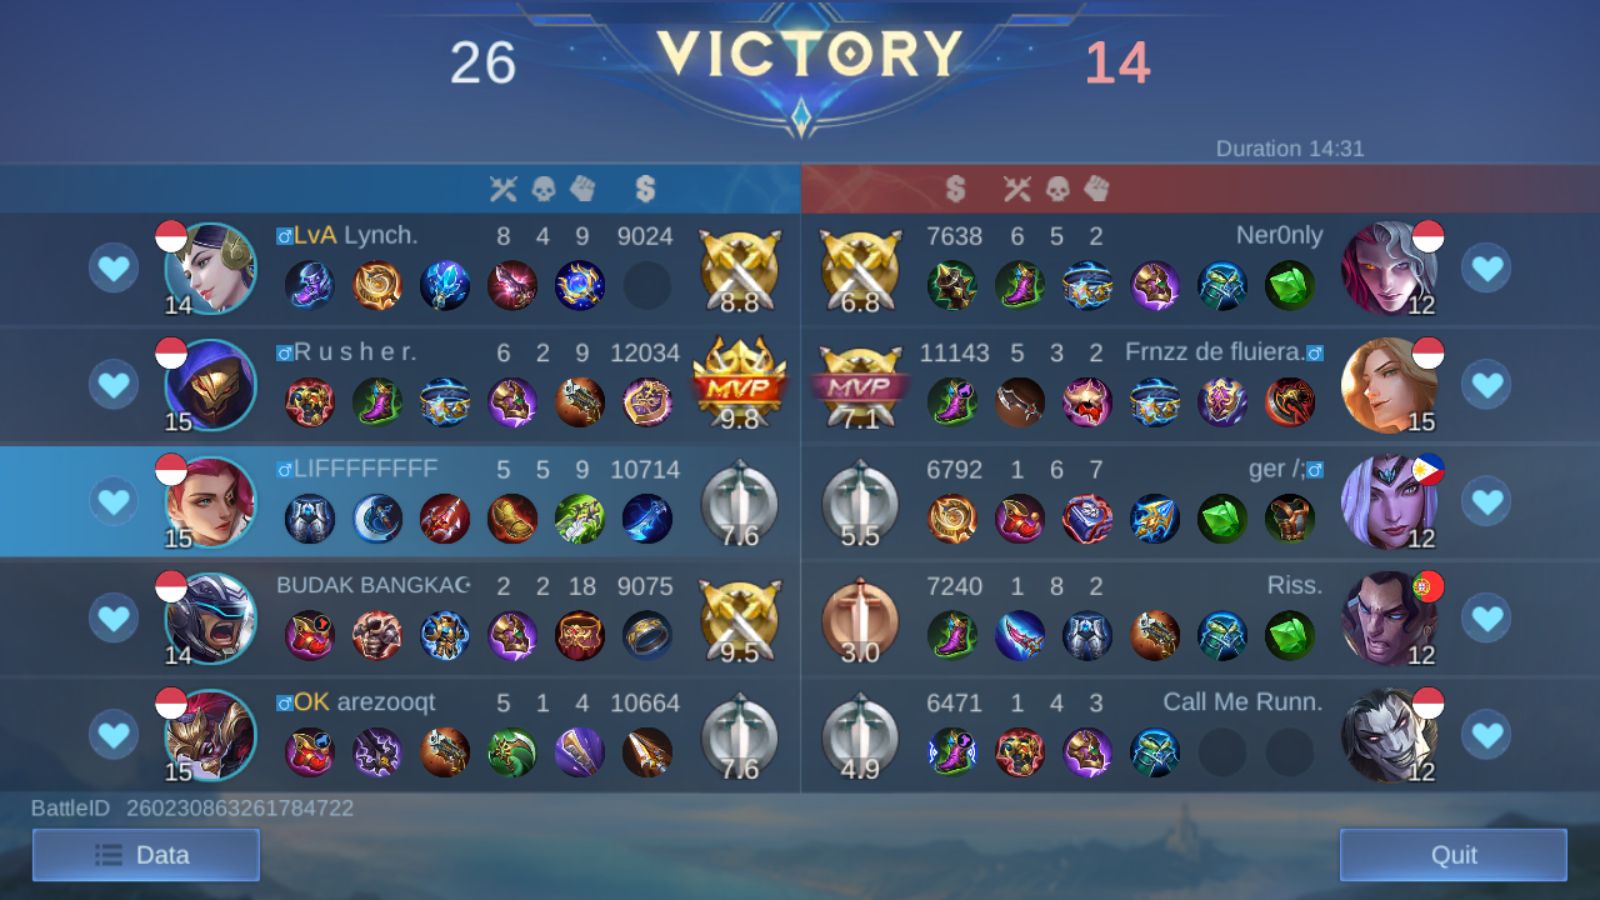 26 VICTORY 14
Duration 14:31
LvA Lynch. 8 4 9 9024 8.8 14
6.8 7638 6 5 2 Ner0nly 12
R u s h e r. 6 2 9 12034 MVP 9.8 15
MVP 7.1 11143 5 3 2 Frnzz de fluiera. 15
LIFFFFFFFF 5 5 9 10714 7.6 15
5.5 6792 1 6 7 ger /; 12
BUDAK BANGKA☪ 2 2 18 9075 9.5 14
3.0 7240 1 8 2 Riss. 12
OK arezooqt 5 1 4 10664 7.6 15
4.9 6471 1 4 3 Call Me Runn. 12
BattleID 260230863261784722
Data
Quit